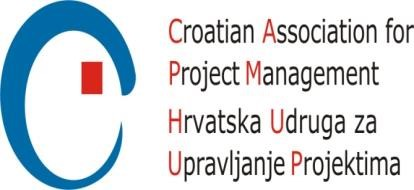 Croatian Association for
Project Management
Hrvatska Udruga za
Upravljanje Projektima